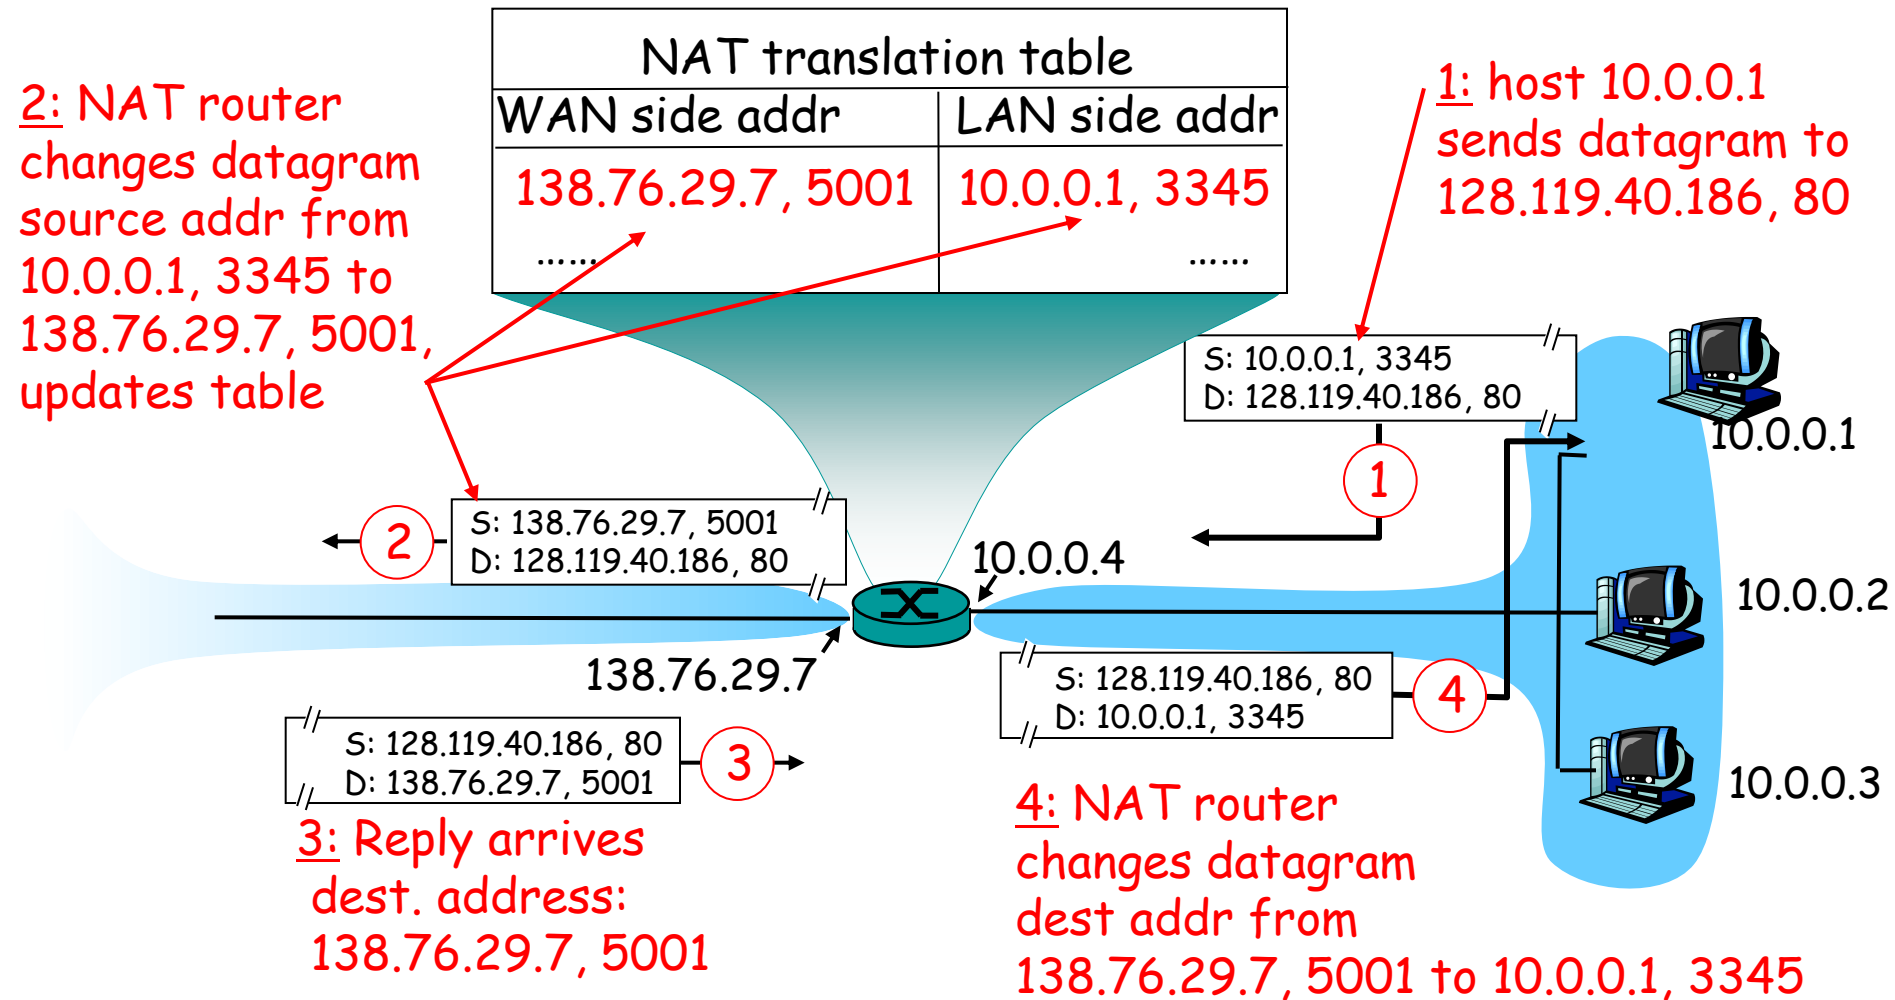 NAT translation table
WAN side addr LAN side addr
138.76.29.7, 5001 10.0.0.1, 3345
...... ......
2: NAT router
changes datagram
source addr from
10.0.0.1, 3345 to
138.76.29.7, 5001,
updates table
1: host 10.0.0.1
sends datagram to
128.119.40.186, 80
S: 10.0.0.1, 3345
D: 128.119.40.186, 80
1
10.0.0.1
2
S: 138.76.29.7, 5001
D: 128.119.40.186, 80
10.0.0.4
10.0.0.2
138.76.29.7
S: 128.119.40.186, 80
D: 10.0.0.1, 3345
4
S: 128.119.40.186, 80
D: 138.76.29.7, 5001
3
10.0.0.3
3: Reply arrives
dest. address:
138.76.29.7, 5001
4: NAT router
changes datagram
dest addr from
138.76.29.7, 5001 to 10.0.0.1, 3345